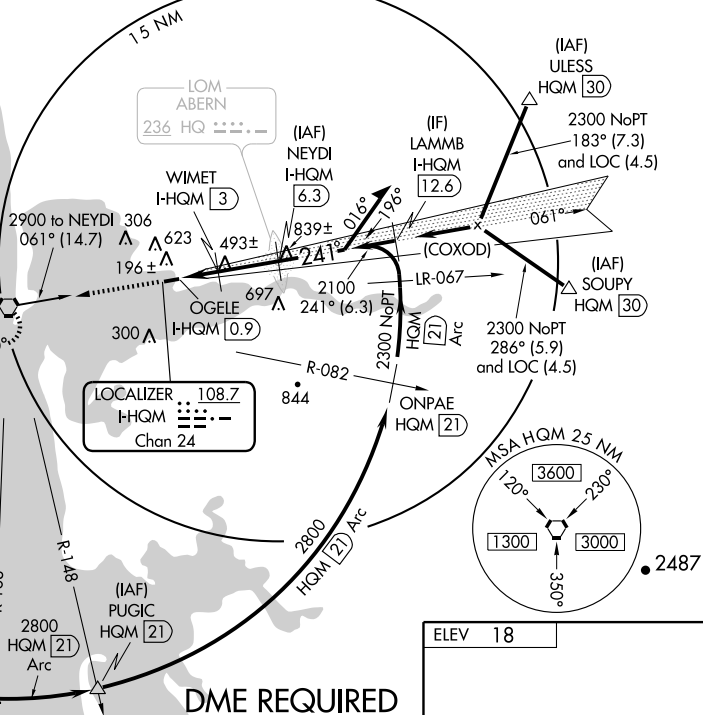 15 NM
(IAF)
ULESS
HQM 30
LOM
ABERN
236 HQ
(IAF)
NEYDI
I-HQM
6.3
(IF)
LAMMB
I-HQM
12.6
2300 NoPT
183° (7.3)
and LOC (4.5)
WIMET
I-HQM 3
2900 to NEYDI
061° (14.7)
306
623
196±
493±
839±
241°
016°
196°
061°
x
(COXOD)
LR-067
2100
241° (6.3)
(IAF)
SOUPY
HQM 30
OGELE
I-HQM 0.9
697
300
2300 NoPT
HQM 21 Arc
2300 NoPT
286° (5.9)
and LOC (4.5)
R-082
LOCALIZER 108.7
I-HQM
Chan 24
844
ONPAE
HQM 21
MSA HQM 25 NM
120°
3600
230°
1300
3000
350°
2487
2800
HQM 21 Arc
R-148
(IAF)
PUGIC
HQM 21
2800
HQM 21
Arc
ELEV 18
DME REQUIRED